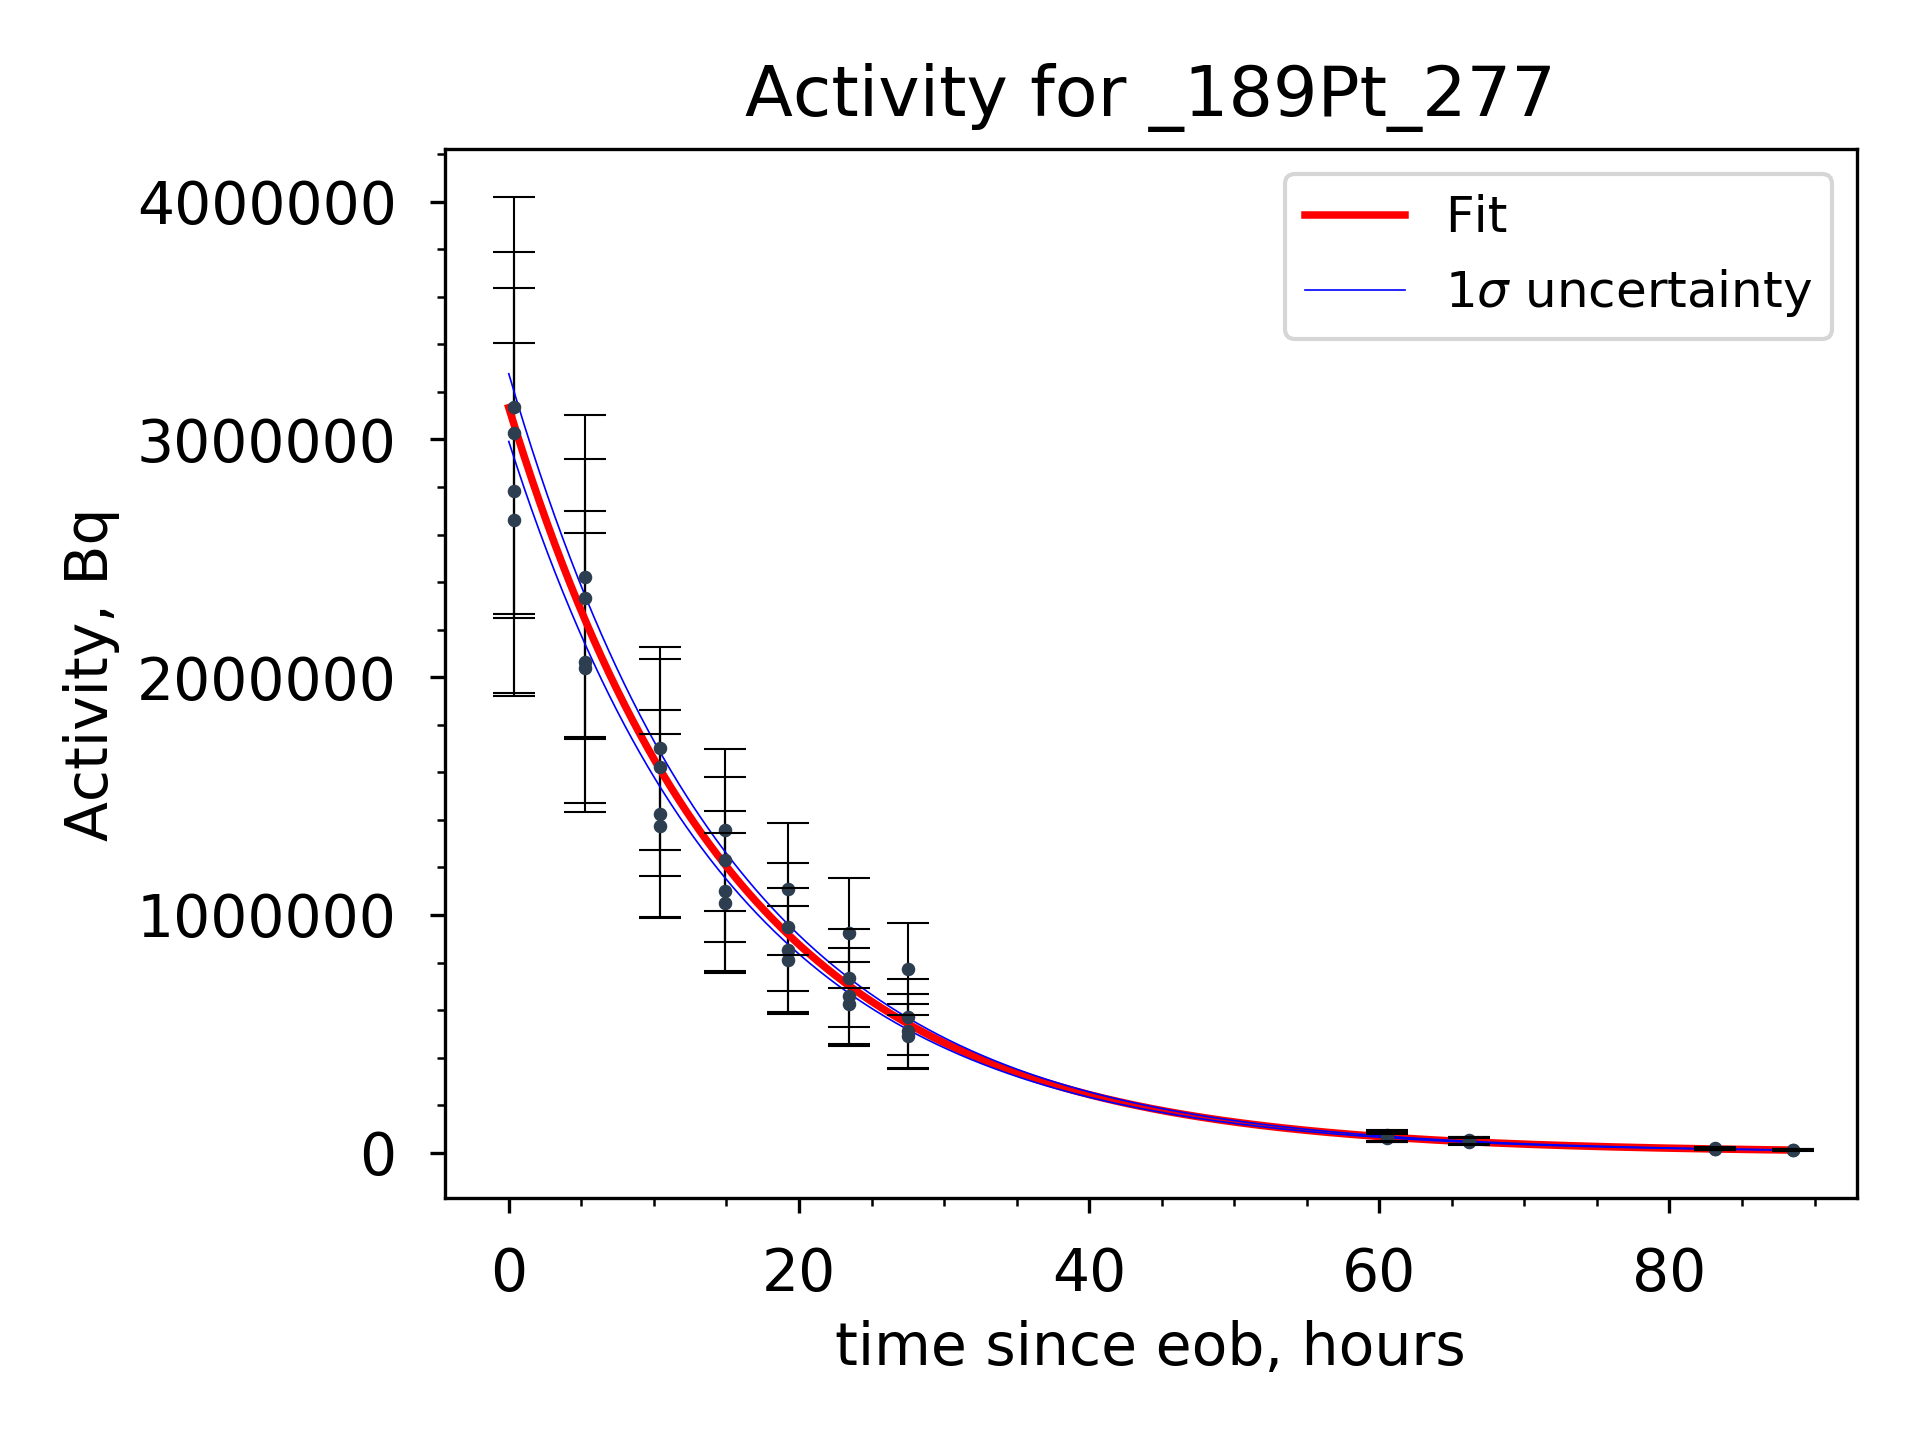 Activity for _189Pt_277
Fit
1σ uncertainty
4000000
3000000
2000000
1000000
0
Activity, Bq
0 20 40 60 80
time since eob, hours